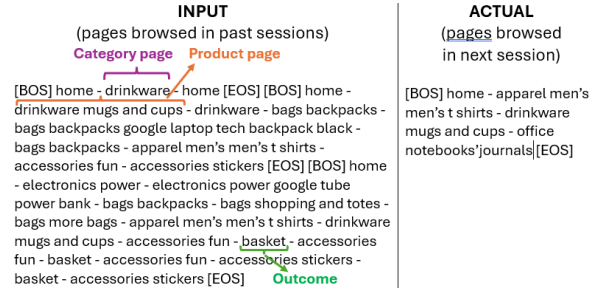 INPUT
(pages browsed in past sessions)
Category page
Product page
[BOS] home - drinkware - home [EOS] [BOS] home -
drinkware mugs and cups - drinkware - bags backpacks -
bags backpacks google laptop tech backpack black -
bags backpacks - apparel men's men's t shirts -
accessories fun - accessories stickers [EOS] [BOS] home
- electronics power - electronics power google tube
power bank - bags backpacks - bags shopping and totes -
bags more bags - apparel men's men's t shirts - drinkware
mugs and cups - accessories fun - basket - accessories
fun - basket - accessories fun - accessories stickers -
basket - accessories stickers [EOS]
Outcome
ACTUAL
(pages browsed
in next session)
[BOS] home - apparel men's
men's t shirts - drinkware
mugs and cups - office
notebooks'journals[EOS]